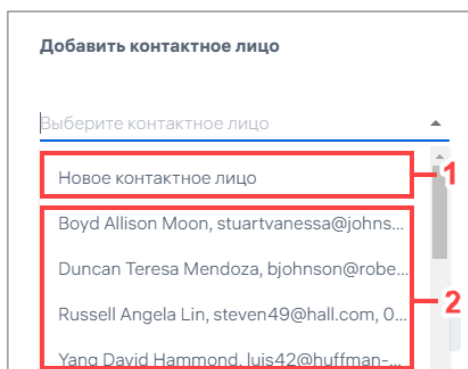 Добавить контактное лицо
Выберите контактное лицо
Новое контактное лицо
1
Boyd Allison Moon, stuartvanessa@johns...
Duncan Teresa Mendoza, bjohnson@robe...
Russell Angela Lin, steven49@hall.com, 0...
2
Yang David Hammond, luis42@huffman-...